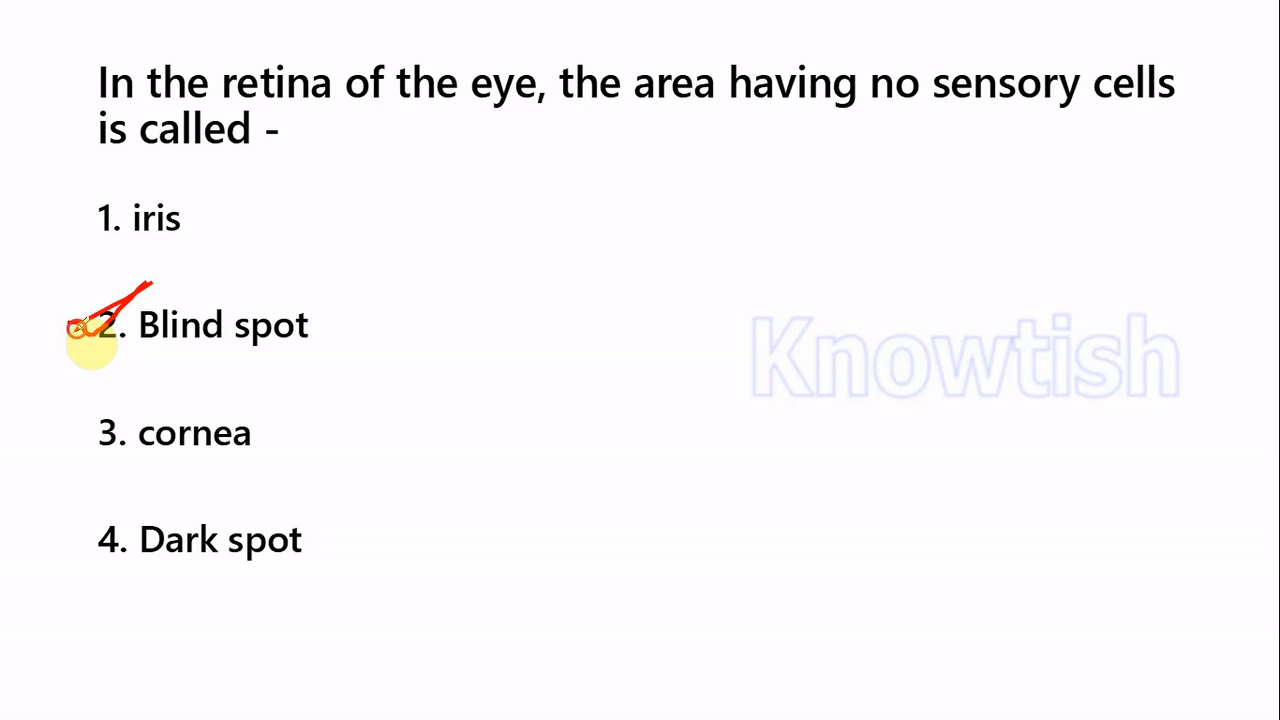 In the retina of the eye, the area having no sensory cells
is called -
1. iris
2. Blind spot
Knowtish
3. cornea
4. Dark spot